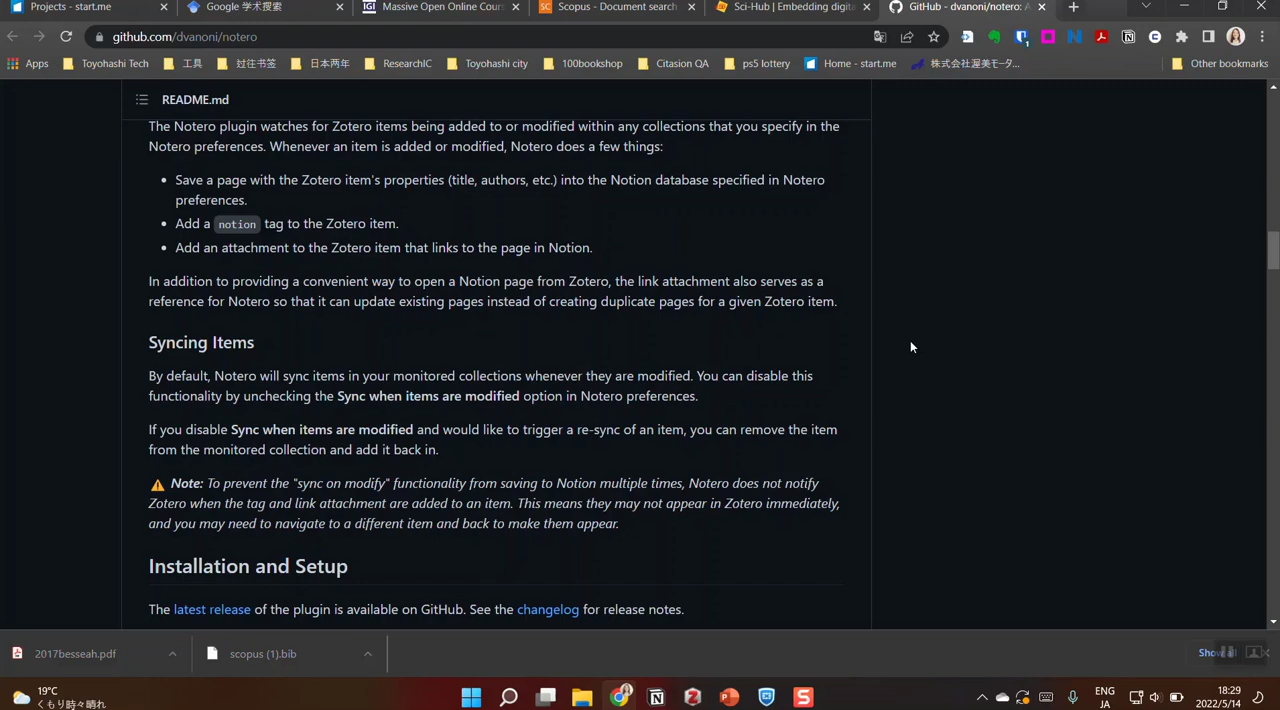 Projects - start.me
Google 学术搜索
IGI Massive Open Online Cours
SC Scopus - Document search
Sci-Hub | Embedding digita
GitHub - dvanoni/notero: A
github.com/dvanoni/notero
Apps
Toyohashi Tech
工具
过往书签
日本两年
ResearchIC
Toyohashi city
100bookshop
Citasion QA
ps5 lottery
Home - start.me
株式会社渥美モータ...
Other bookmarks
README.md
The Notero plugin watches for Zotero items being added to or modified within any collections that you specify in the
Notero preferences. Whenever an item is added or modified, Notero does a few things:
• Save a page with the Zotero item's properties (title, authors, etc.) into the Notion database specified in Notero
preferences.
• Add a notion tag to the Zotero item.
• Add an attachment to the Zotero item that links to the page in Notion.
In addition to providing a convenient way to open a Notion page from Zotero, the link attachment also serves as a
reference for Notero so that it can update existing pages instead of creating duplicate pages for a given Zotero item.
Syncing Items
By default, Notero will sync items in your monitored collections whenever they are modified. You can disable this
functionality by unchecking the Sync when items are modified option in Notero preferences.
If you disable Sync when items are modified and would like to trigger a re-sync of an item, you can remove the item
from the monitored collection and add it back in.
⚠ Note: To prevent the "sync on modify" functionality from saving to Notion multiple times, Notero does not notify
Zotero when the tag and link attachment are added to an item. This means they may not appear in Zotero immediately,
and you may need to navigate to a different item and back to make them appear.
Installation and Setup
The latest release of the plugin is available on GitHub. See the changelog for release notes.
2017besseah.pdf
scopus (1).bib
Show all
19°C
くもり時々晴れ
ENG
JA
18:29
2022/5/14